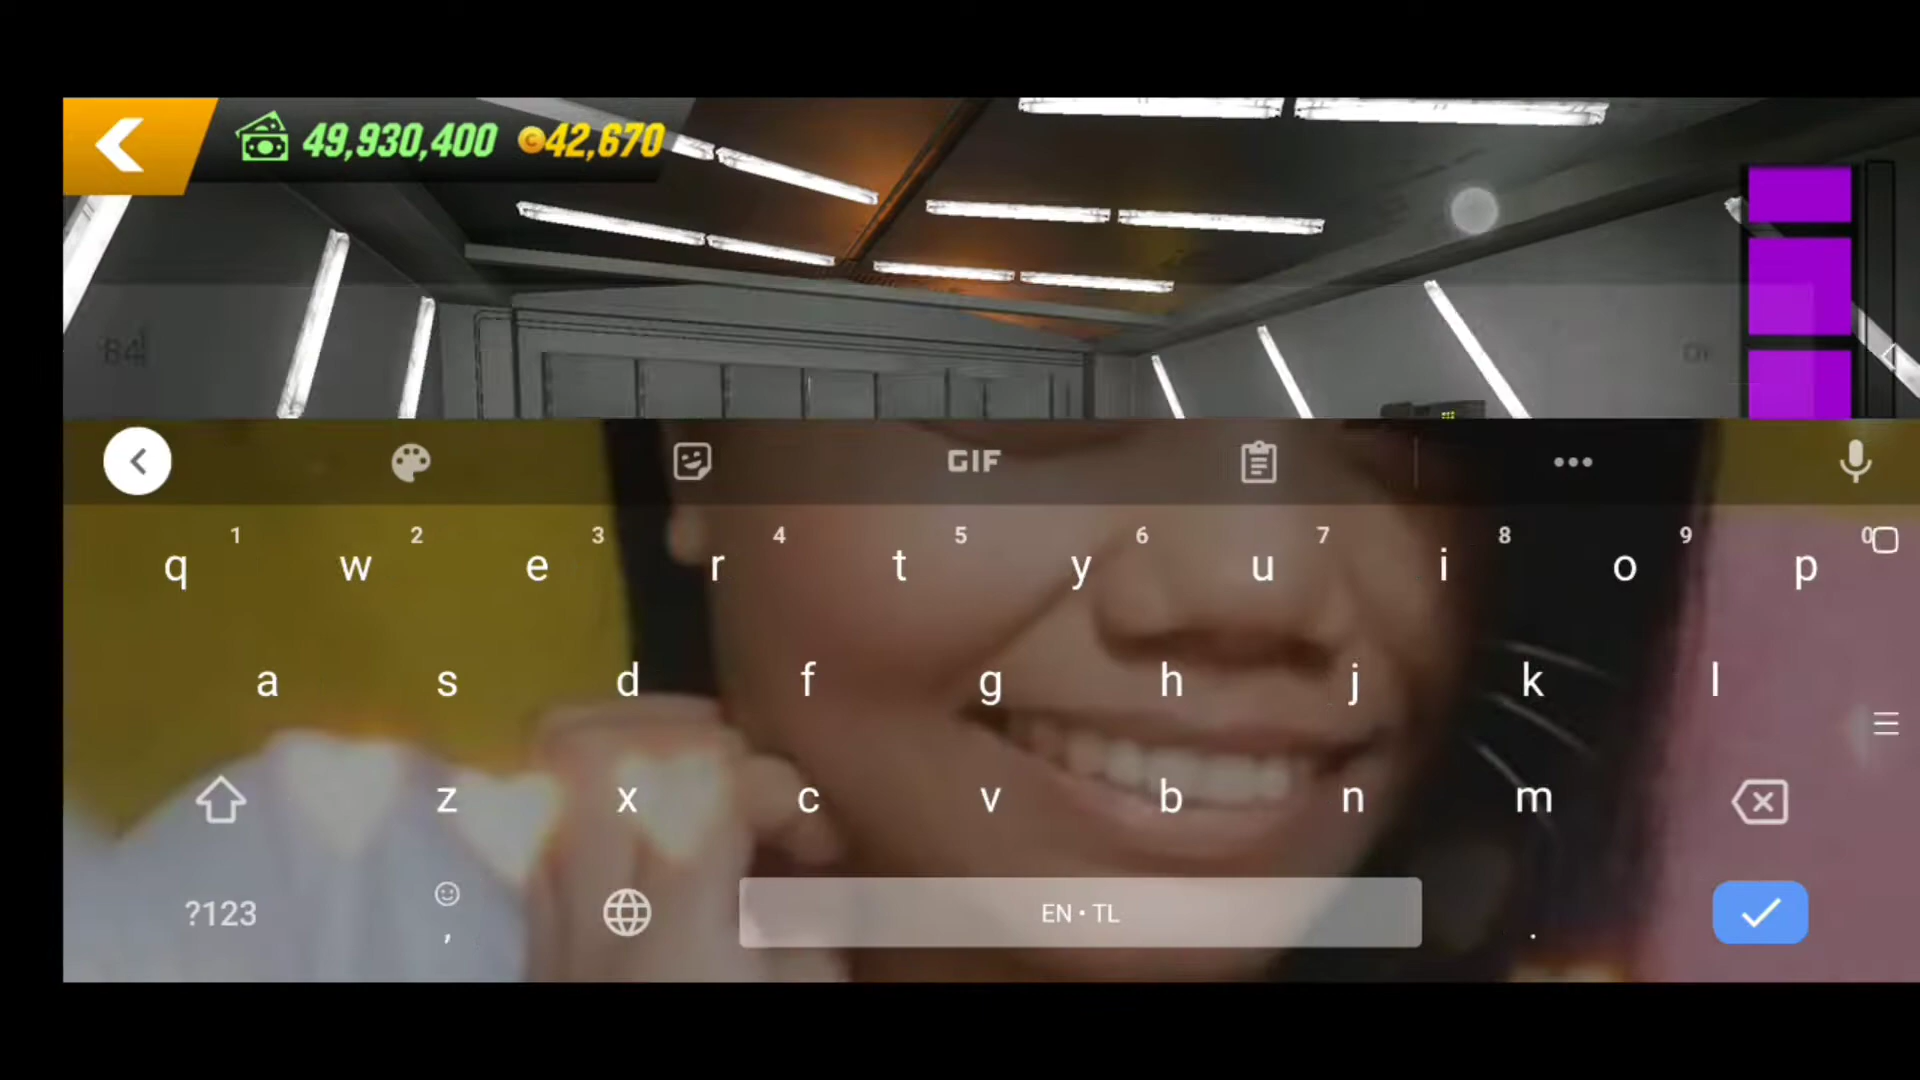 49,930,400 42,670
GIF
1 2 3 4 5 6 7 8 9 0
q w e r t y u i o p
a s d f g h j k l
z x c v b n m
?123 , EN • TL .